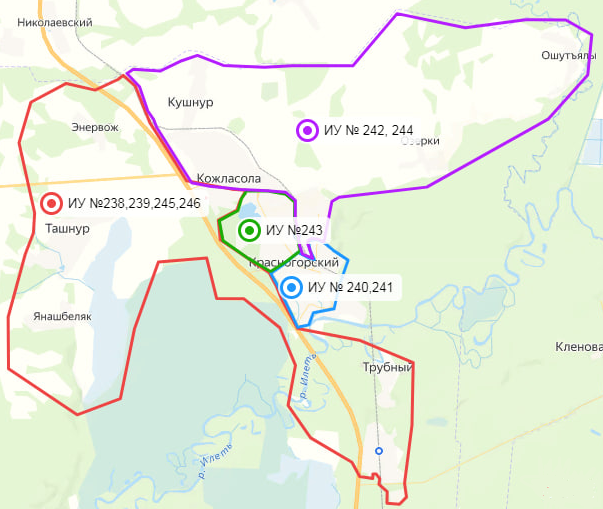 Николаевский
Ошутъялы
Кушнур
Энервож
ИУ № 242, 244
Кожласола
ИУ №238,239,245,246
Ташнур
ИУ №243
Красногорский
ИУ № 240,241
Янашбеляк
Кленова
Трубный
р. Илеть
р. Илеть